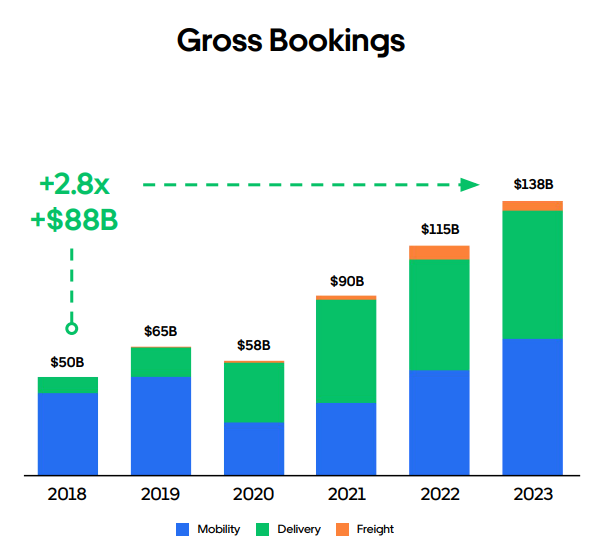 Gross Bookings
+2.8x
+$88B
$50B
$65B
$58B
$90B
$115B
$138B
2018 2019 2020 2021 2022 2023
Mobility Delivery Freight